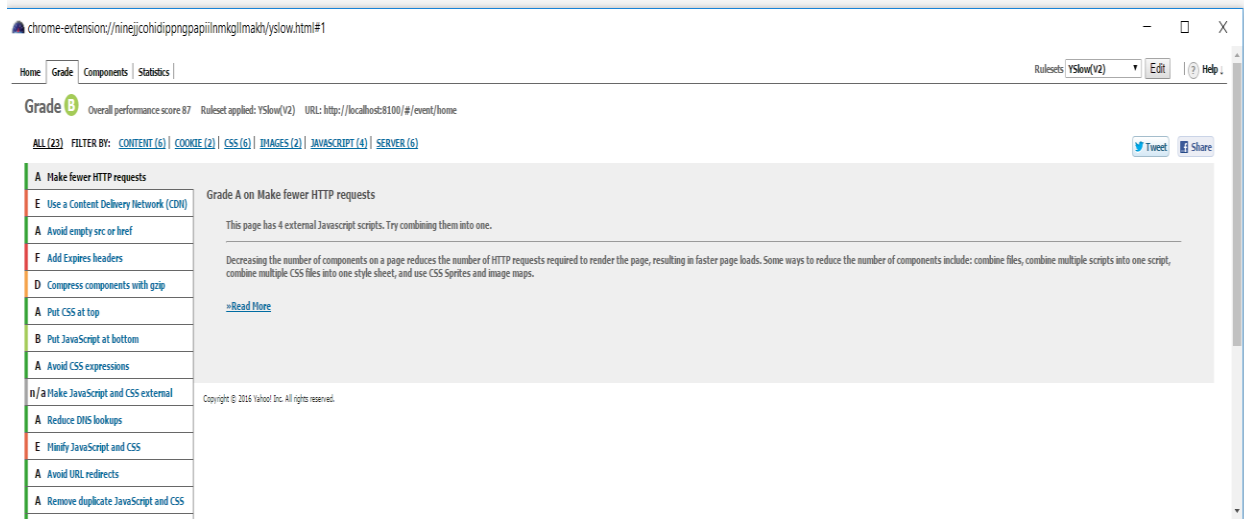 chrome-extension://ninejjcohidippngpapiilnmkgllmakh/yslow.html#1
Home Grade Components Statistics Rulesets YSlow(V2) Edit ? Help ↓
Grade B Overall performance score 87 Ruleset applied: YSlow(V2) URL: http://localhost:8100/#/event/home
ALL (23) FILTER BY: CONTENT (6) | COOKIE (2) | CSS (6) | IMAGES (2) | JAVASCRIPT (4) | SERVER (6) Tweet Share
A Make fewer HTTP requests
E Use a Content Delivery Network (CDN)
A Avoid empty src or href
F Add Expires headers
D Compress components with gzip
A Put CSS at top
B Put JavaScript at bottom
A Avoid CSS expressions
n/a Make JavaScript and CSS external
A Reduce DNS lookups
E Minify JavaScript and CSS
A Avoid URL redirects
A Remove duplicate JavaScript and CSS
Grade A on Make fewer HTTP requests
This page has 4 external Javascript scripts. Try combining them into one.
Decreasing the number of components on a page reduces the number of HTTP requests required to render the page, resulting in faster page loads. Some ways to reduce the number of components include: combine files, combine multiple scripts into one script,
combine multiple CSS files into one style sheet, and use CSS Sprites and image maps.
»Read More
Copyright © 2016 Yahoo! Inc. All rights reserved.